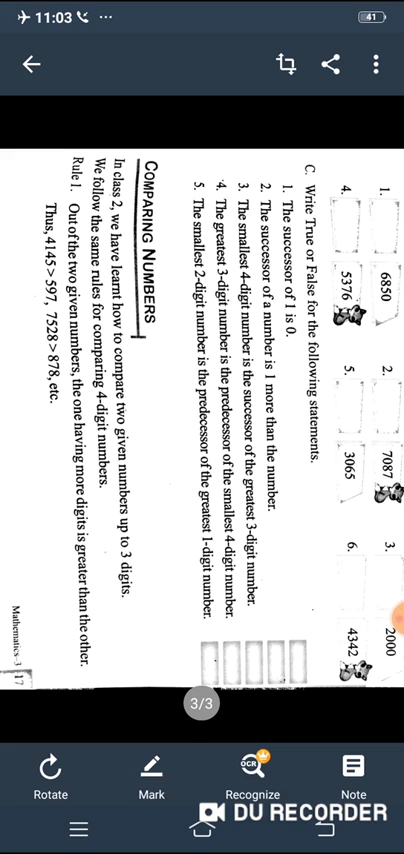 11:03
41
1. 6850 2. 7087 3. 2000
4. 5376 5. 3065 6. 4342
C. Write True or False for the following statements.
1. The successor of 1 is 0.
2. The successor of a number is 1 more than the number.
3. The smallest 4-digit number is the successor of the greatest 3-digit number.
4. The greatest 3-digit number is the predecessor of the smallest 4-digit number.
5. The smallest 2-digit number is the predecessor of the greatest 1-digit number.
COMPARING NUMBERS
In class 2, we have learnt how to compare two given numbers up to 3 digits.
We follow the same rules for comparing 4-digit numbers.
Rule 1. Out of the two given numbers, the one having more digits is greater than the other.
Thus, 4145 > 597, 7528 > 878, etc.
Mathematics-3 17
3/3
OCR
Rotate Mark Recognize Note
DU RECORDER